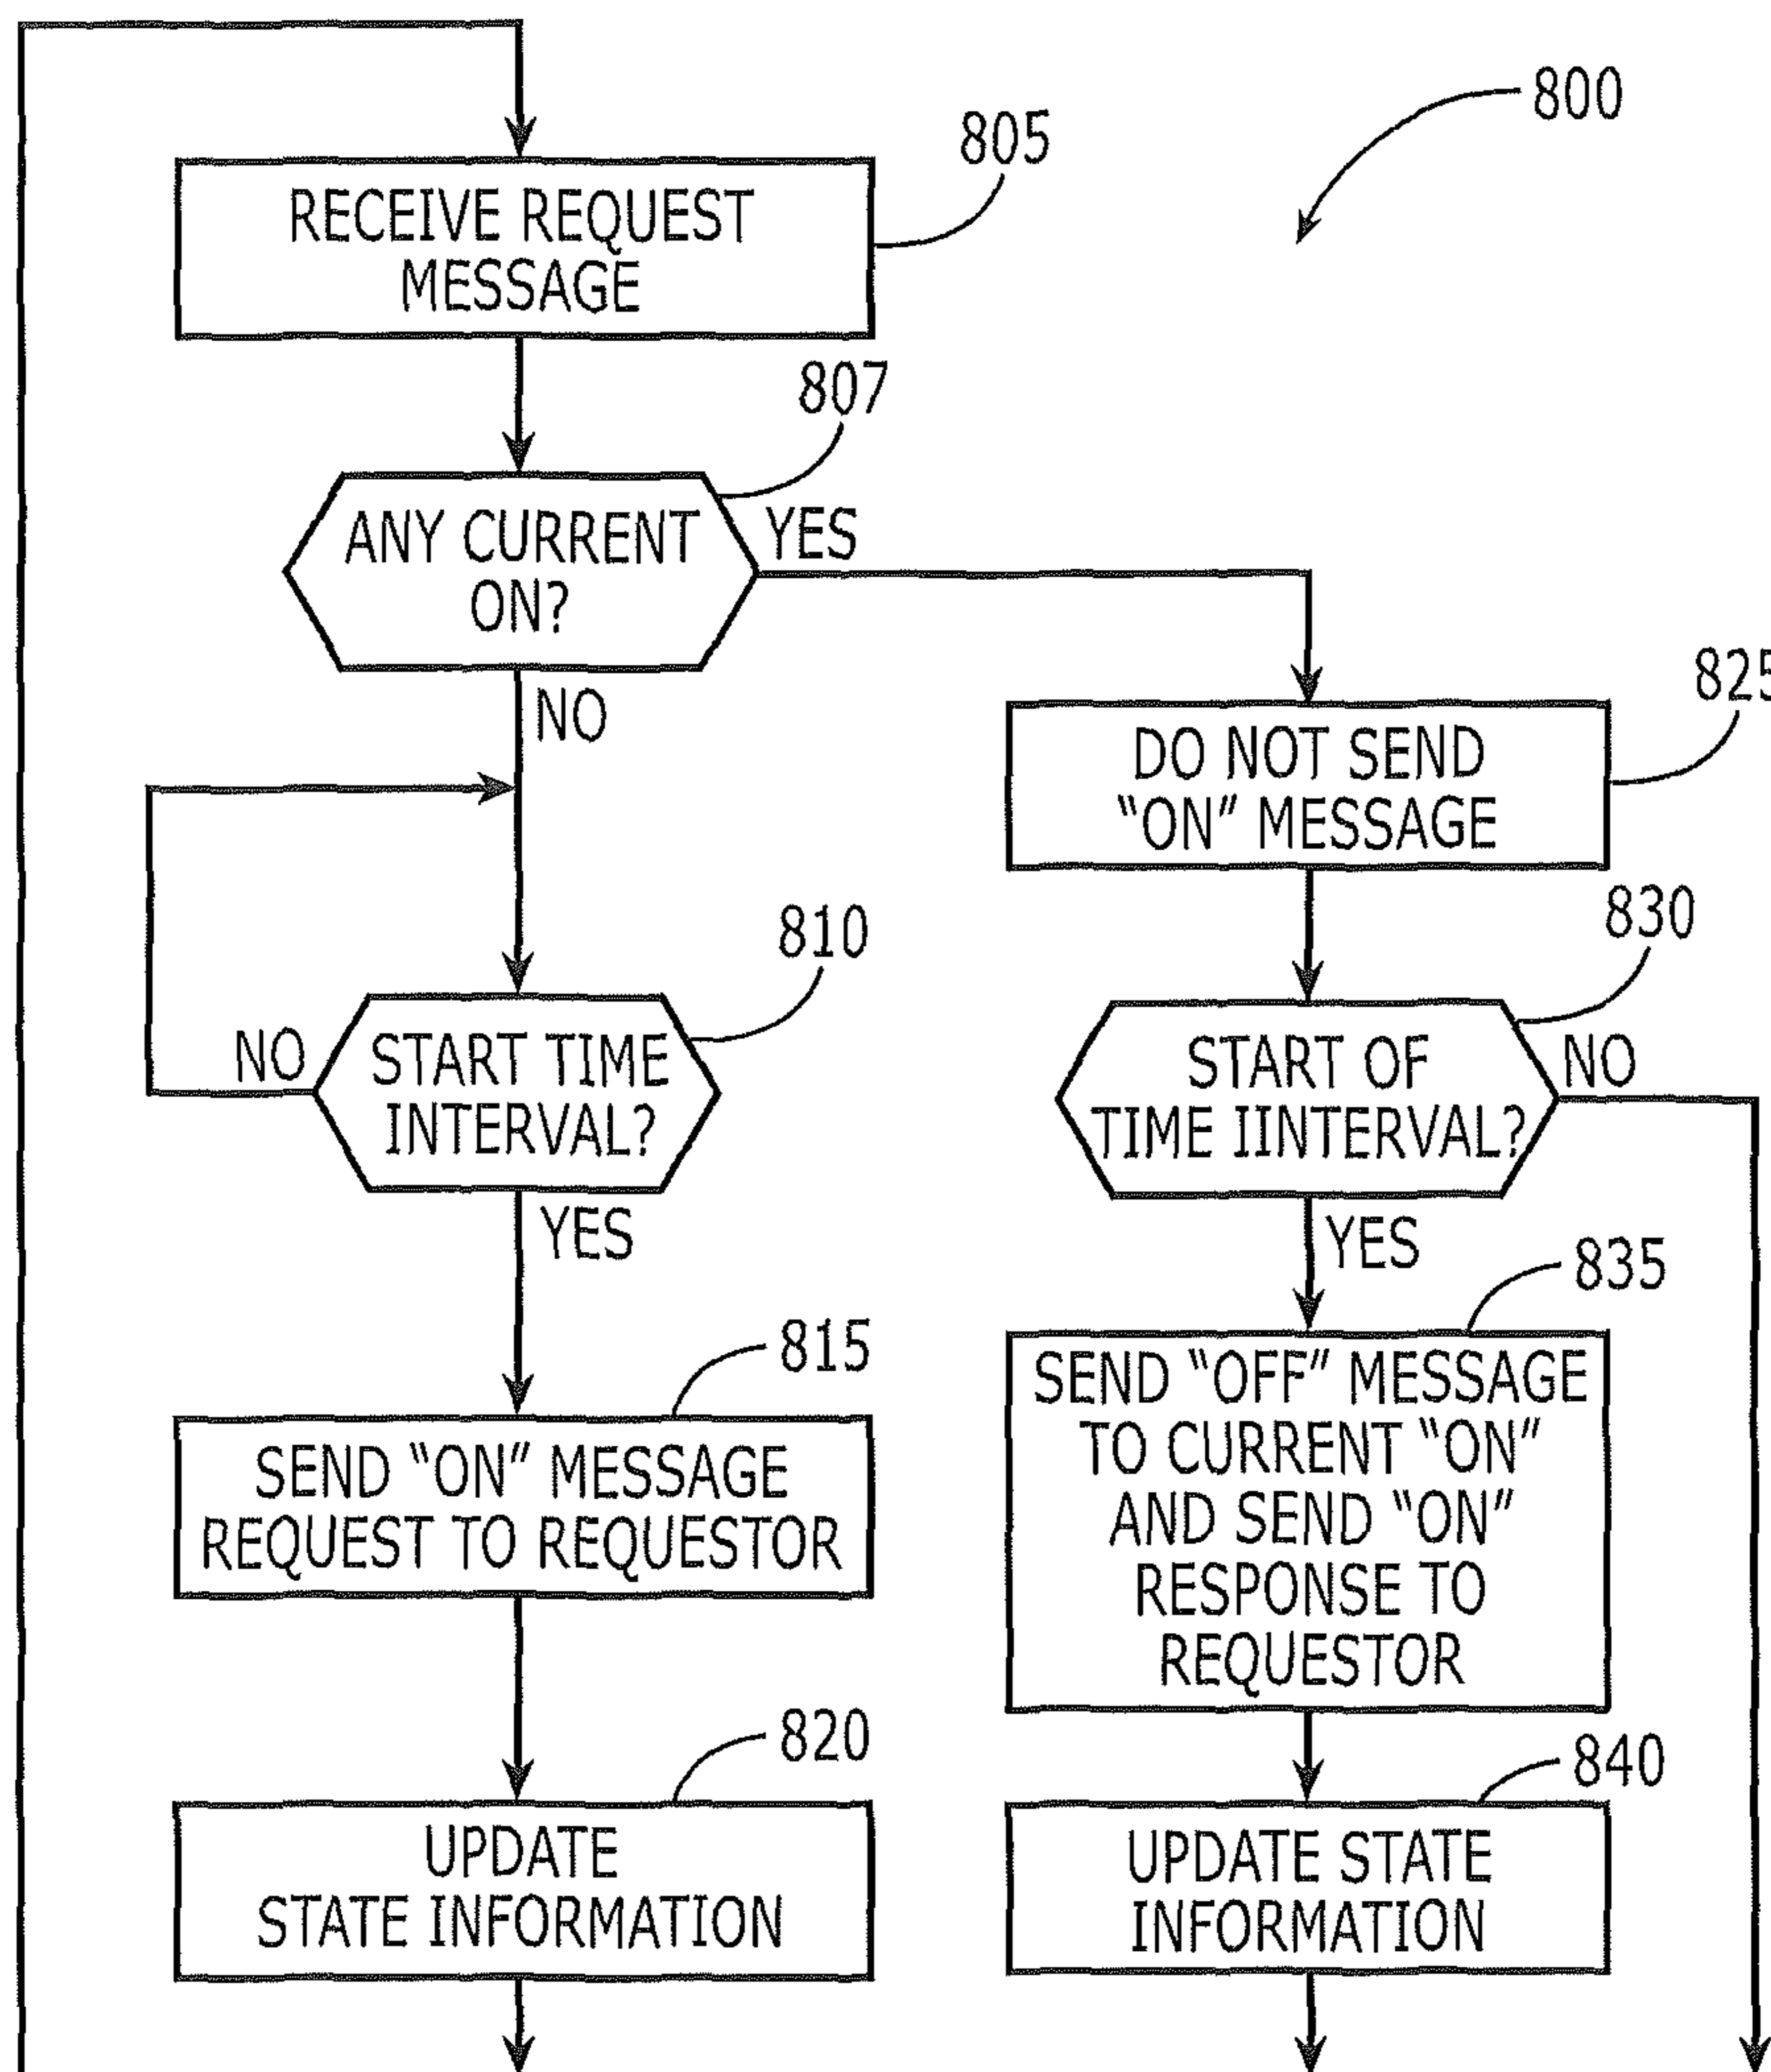 800
805
RECEIVE REQUEST
MESSAGE
807
ANY CURRENT
ON?
YES
NO
825
DO NOT SEND
“ON” MESSAGE
810
START TIME
INTERVAL?
NO
YES
830
START OF
TIME IINTERVAL?
NO
YES
815
SEND “ON” MESSAGE
REQUEST TO REQUESTOR
835
SEND “OFF” MESSAGE
TO CURRENT “ON”
AND SEND “ON”
RESPONSE TO
REQUESTOR
820
UPDATE
STATE INFORMATION
840
UPDATE STATE
INFORMATION